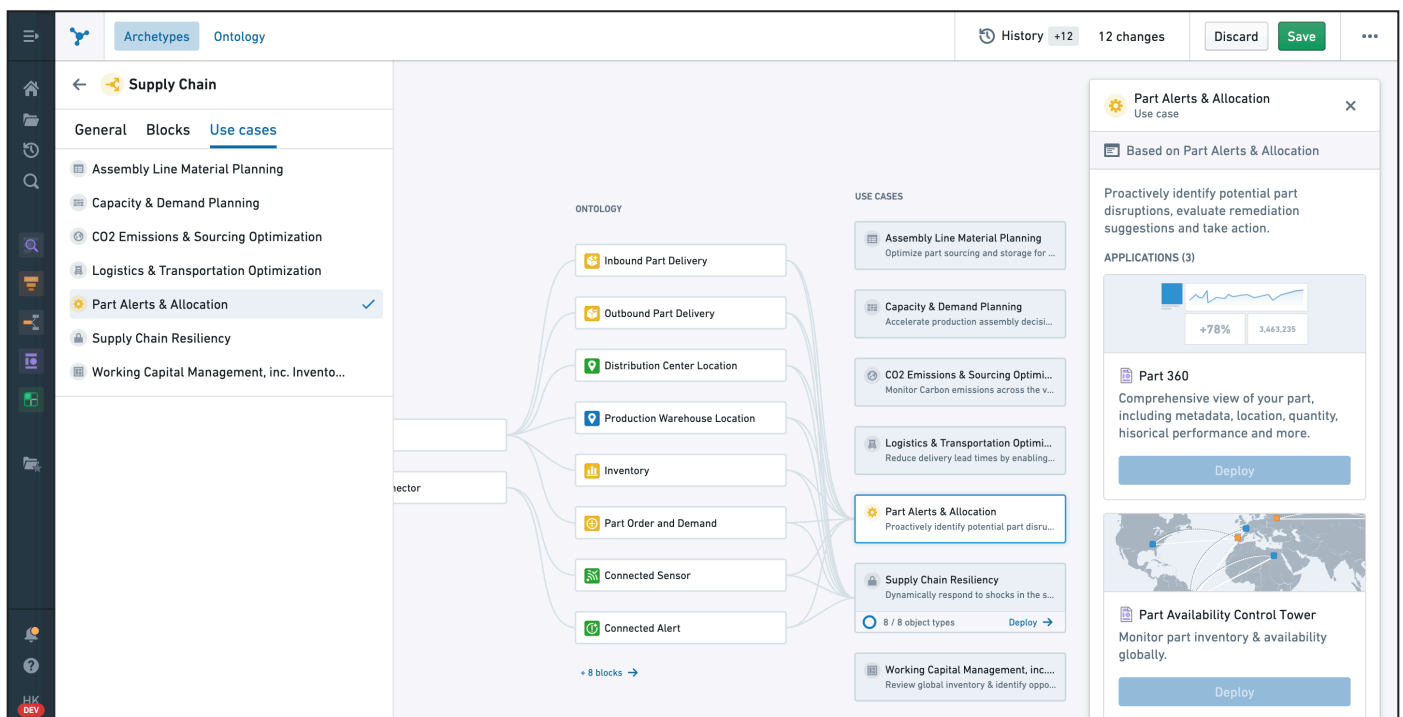 Archetypes
Ontology
History +12
12 changes
Discard
Save
Supply Chain
General
Blocks
Use cases
Assembly Line Material Planning
Capacity & Demand Planning
CO2 Emissions & Sourcing Optimization
Logistics & Transportation Optimization
Part Alerts & Allocation
Supply Chain Resiliency
Working Capital Management, inc. Invento...
HK
DEV
nector
ONTOLOGY
Inbound Part Delivery
Outbound Part Delivery
Distribution Center Location
Production Warehouse Location
Inventory
Part Order and Demand
Connected Sensor
Connected Alert
+ 8 blocks →
USE CASES
Assembly Line Material Planning
Optimize part sourcing and storage for ...
Capacity & Demand Planning
Accelerate production assembly decisi...
CO2 Emissions & Sourcing Optimi...
Monitor Carbon emissions across the v...
Logistics & Transportation Optimi...
Reduce delivery lead times by enabling...
Part Alerts & Allocation
Proactively identify potential part disru...
Supply Chain Resiliency
Dynamically respond to shocks in the s...
8 / 8 object types
Deploy →
Working Capital Management, inc....
Review global inventory & identify oppo...
Part Alerts & Allocation
Use case
Based on Part Alerts & Allocation
Proactively identify potential part
disruptions, evaluate remediation
suggestions and take action.
APPLICATIONS (3)
+78%
3,463,235
Part 360
Comprehensive view of your part,
including metadata, location, quantity,
hisorical performance and more.
Deploy
Part Availability Control Tower
Monitor part inventory & availability
globally.
Deploy